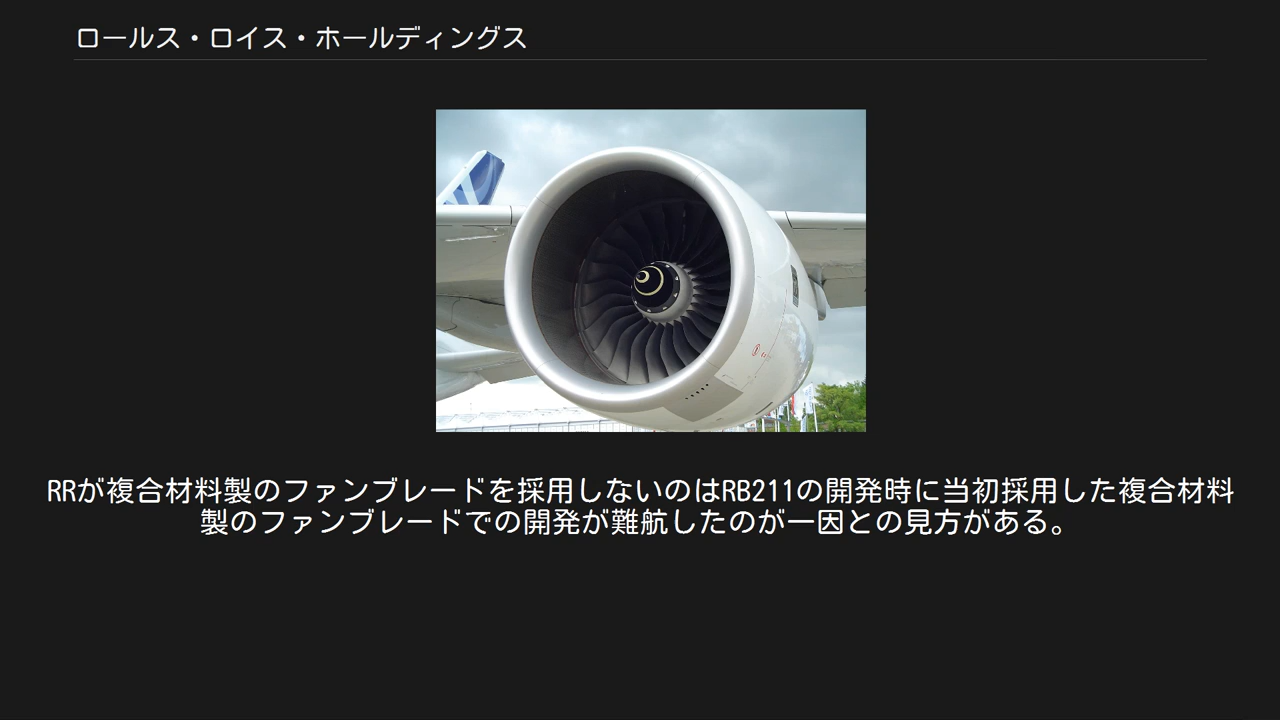 ロールス・ロイス・ホールディングス
RRが複合材料製のファンブレードを採用しないのはRB211の開発時に当初採用した複合材料
製のファンブレードでの開発が難航したのが一因との見方がある。